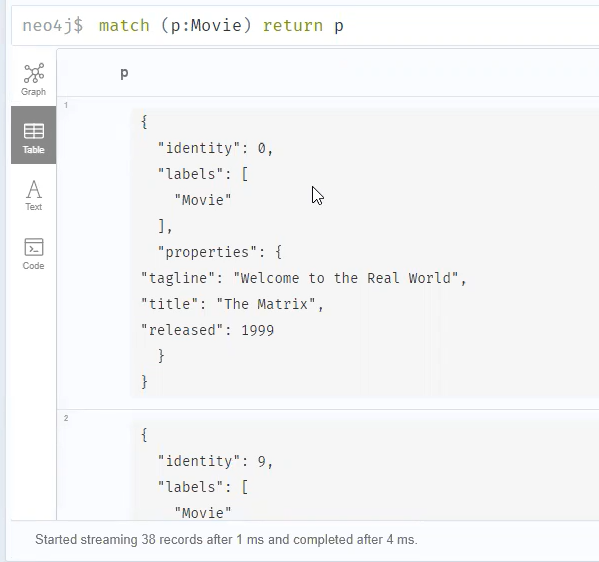 neo4j$ match (p:Movie) return p
Graph
Table
Text
Code
p
1
{
"identity": 0,
"labels": [
"Movie"
],
"properties": {
"tagline": "Welcome to the Real World",
"title": "The Matrix",
"released": 1999
}
}
2
{
"identity": 9,
"labels": [
"Movie"
Started streaming 38 records after 1 ms and completed after 4 ms.